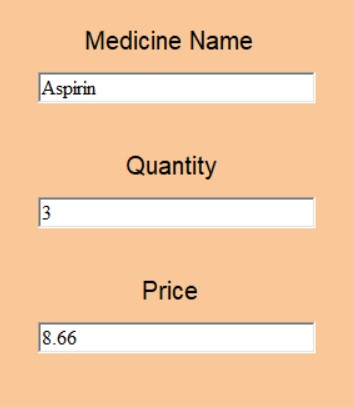 Medicine Name
Aspirin
Quantity
3
Price
8.66